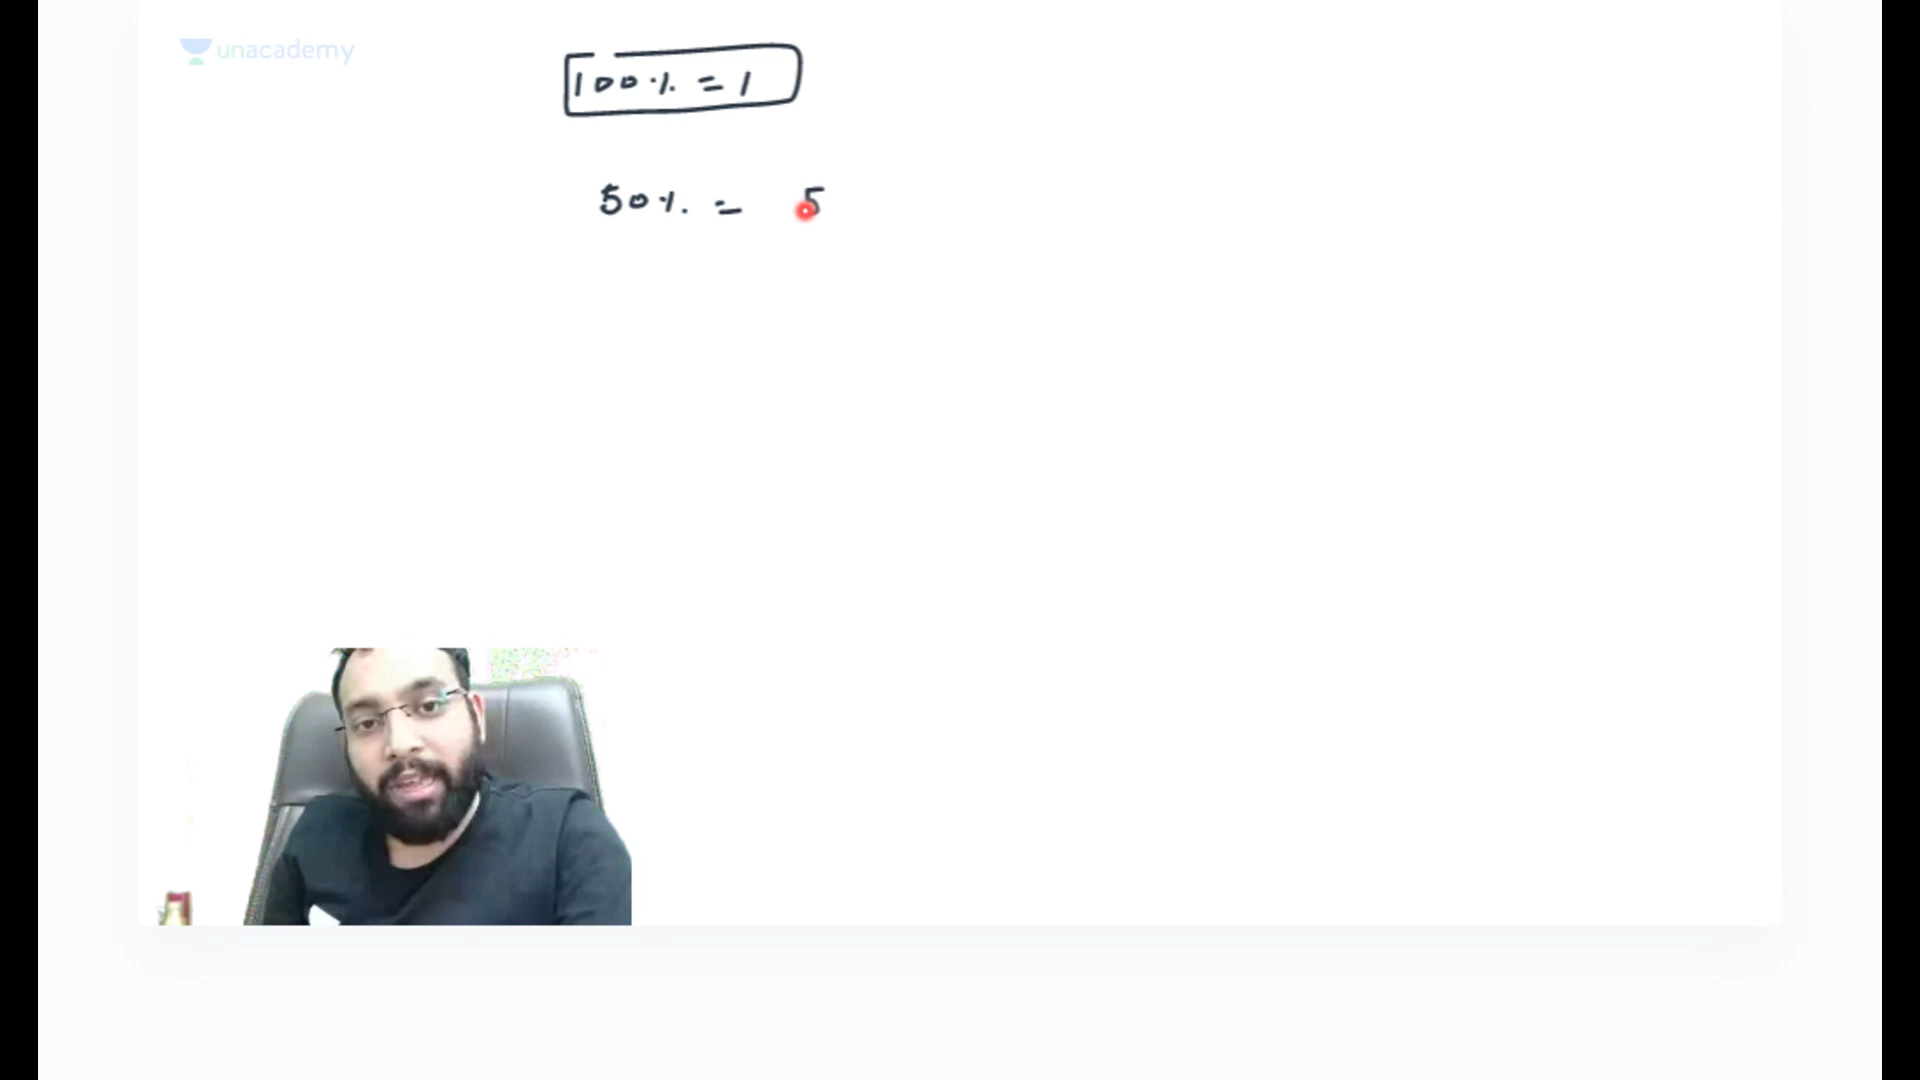 unacademy
100% = 1
50% = 5